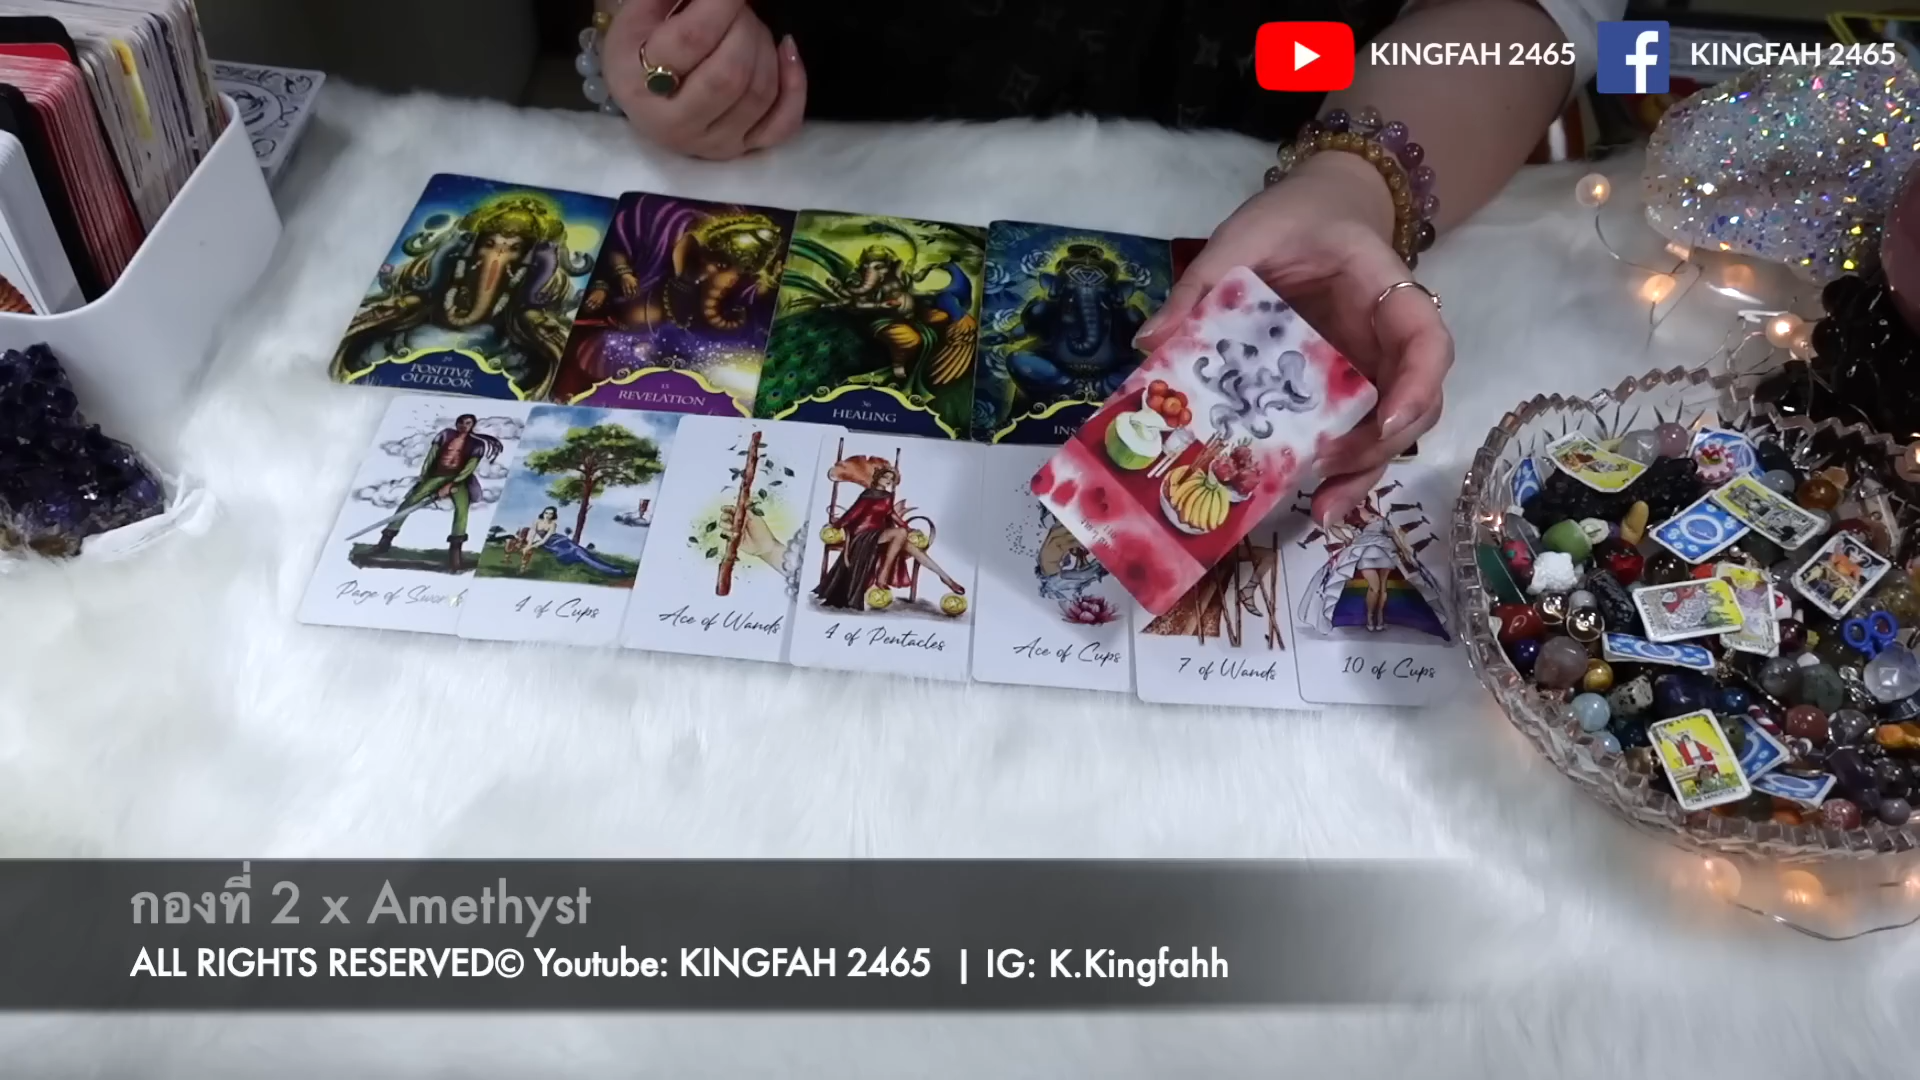 KINGFAH 2465
KINGFAH 2465
POSITIVE
OUTLOOK
13
REVELATION
36
HEALING
Page of Swords
4 of Cups
Ace of Wands
4 of Pentacles
Ace of Cups
7 of Wands
10 of Cups
กองที่ 2 x Amethyst
ALL RIGHTS RESERVED© Youtube: KINGFAH 2465 | IG: K.Kingfahh